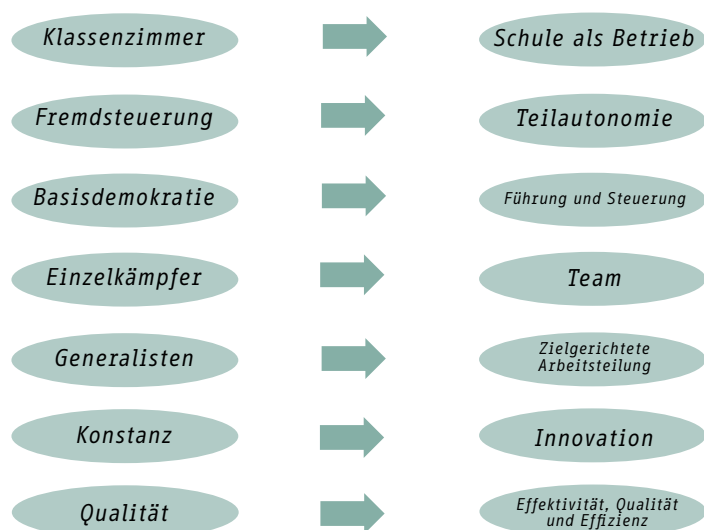 Klassenzimmer
Schule als Betrieb
Fremdsteuerung
Teilautonomie
Basisdemokratie
Führung und Steuerung
Einzelkämpfer
Team
Generalisten
Zielgerichtete
Arbeitsteilung
Konstanz
Innovation
Qualität
Effektivität, Qualität
und Effizienz